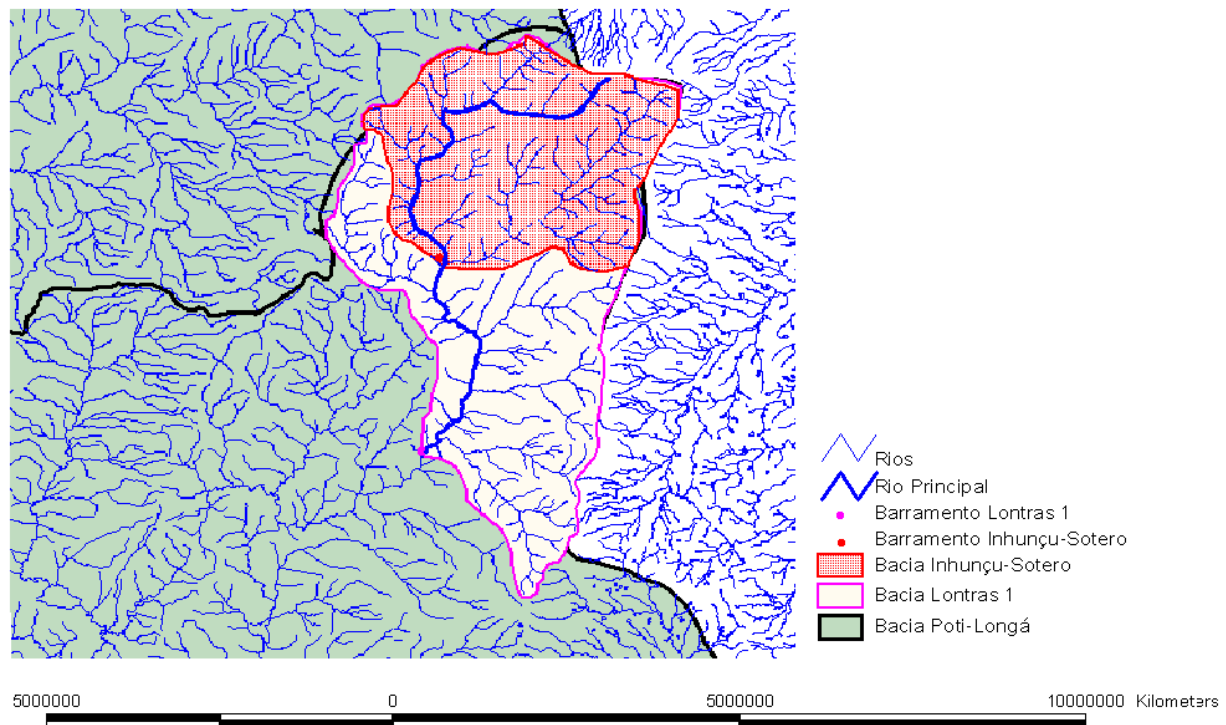 Rios
Rio Principal
Barramento Lontras 1
Barramento Inhunçu-Sotero
Bacia Inhunçu-Sotero
Bacia Lontras 1
Bacia Poti-Longá
5000000 0 5000000 10000000 Kilometers